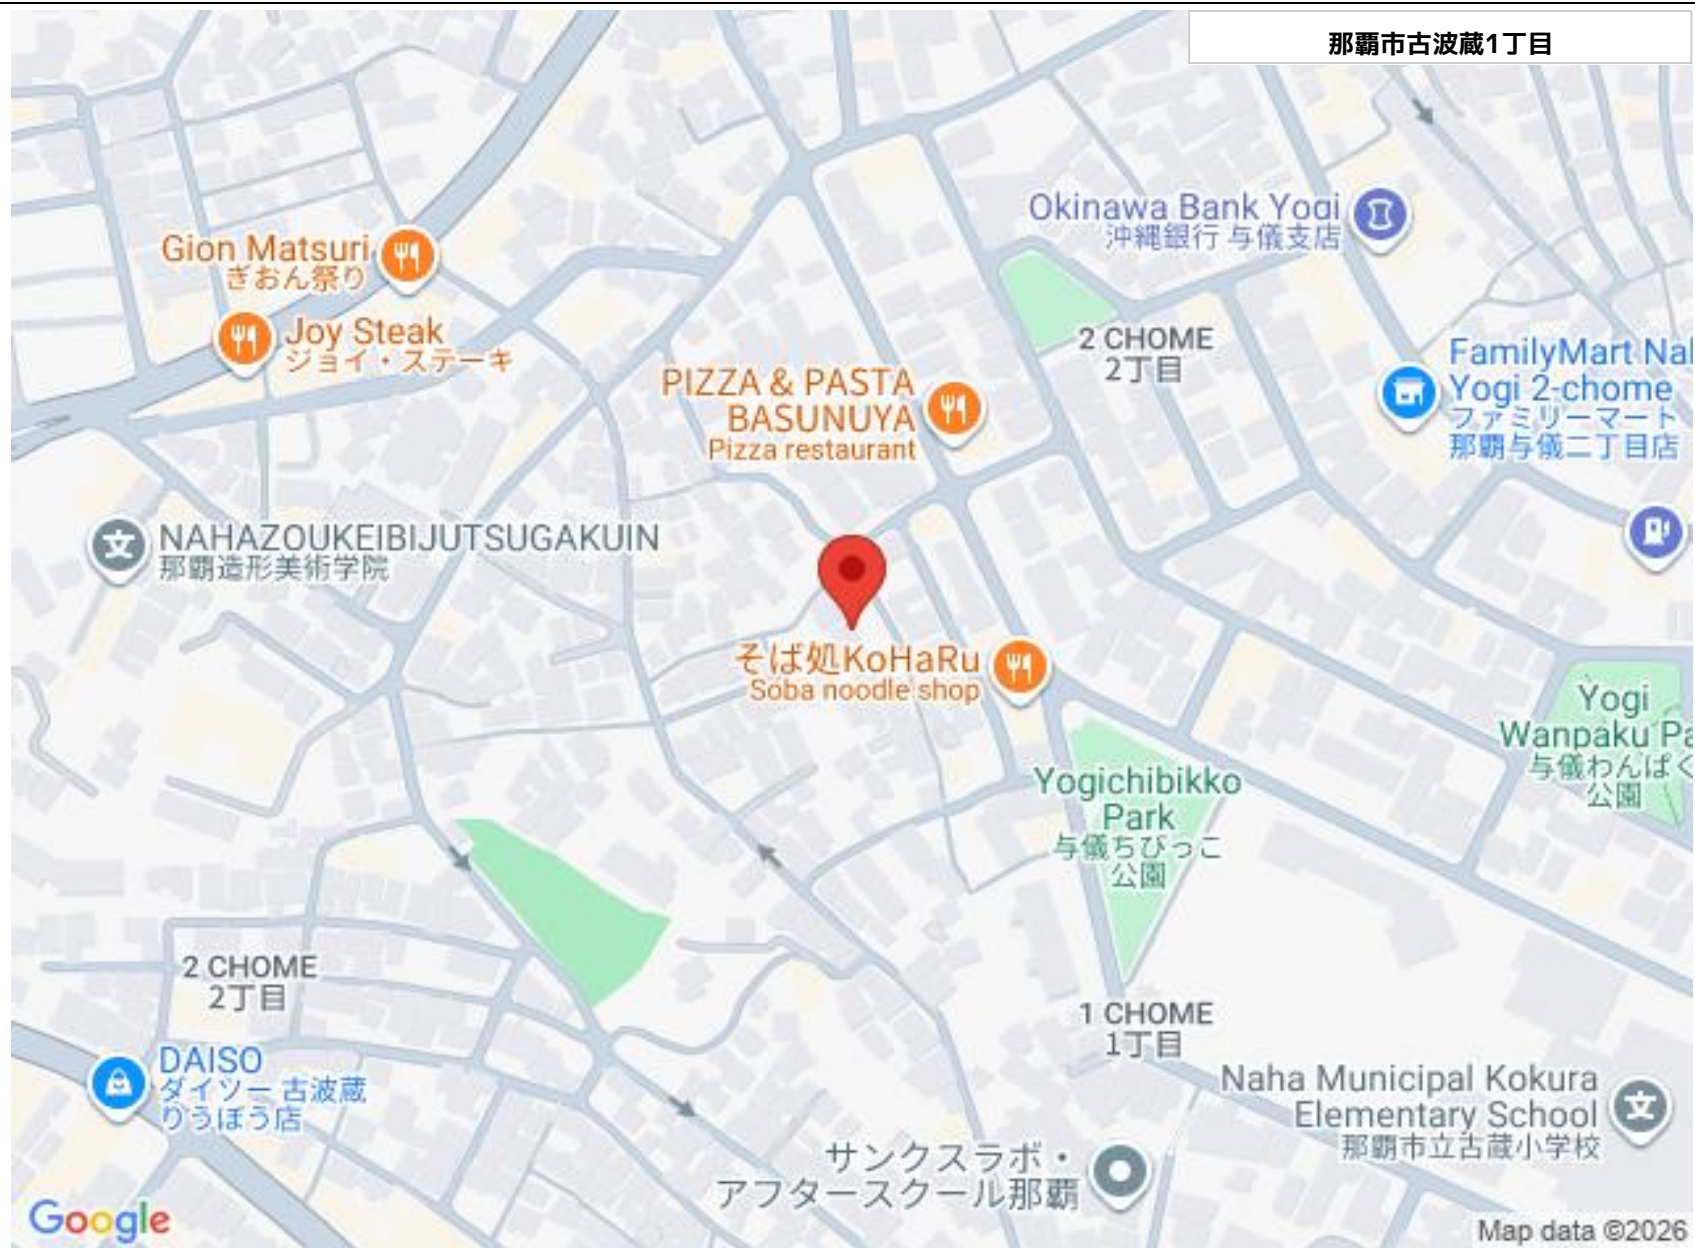 那覇市古波蔵1丁目
Okinawa Bank Yogi
沖縄銀行 与儀支店
Gion Matsuri
ぎおん祭り
Joy Steak
ジョイ・ステーキ
2 CHOME
2丁目
FamilyMart Nal
Yogi 2-chome
ファミリーマート
那覇与儀二丁目店
PIZZA & PASTA
BASUNUYA
Pizza restaurant
NAHAZOUKEIBIJUTSUGAKUIN
那覇造形美術学院
そば処KoHaRu
Soba noodle shop
Yogi
Wanpaku Pa
与儀わんぱく
公園
Yogichibikko
Park
与儀ちびっこ
公園
2 CHOME
2丁目
1 CHOME
1丁目
DAISO
ダイソー 古波蔵
りうぼう店
Naha Municipal Kokura
Elementary School
那覇市立古蔵小学校
サンクスラボ・
アフタースクール那覇
Google
Map data ©2026